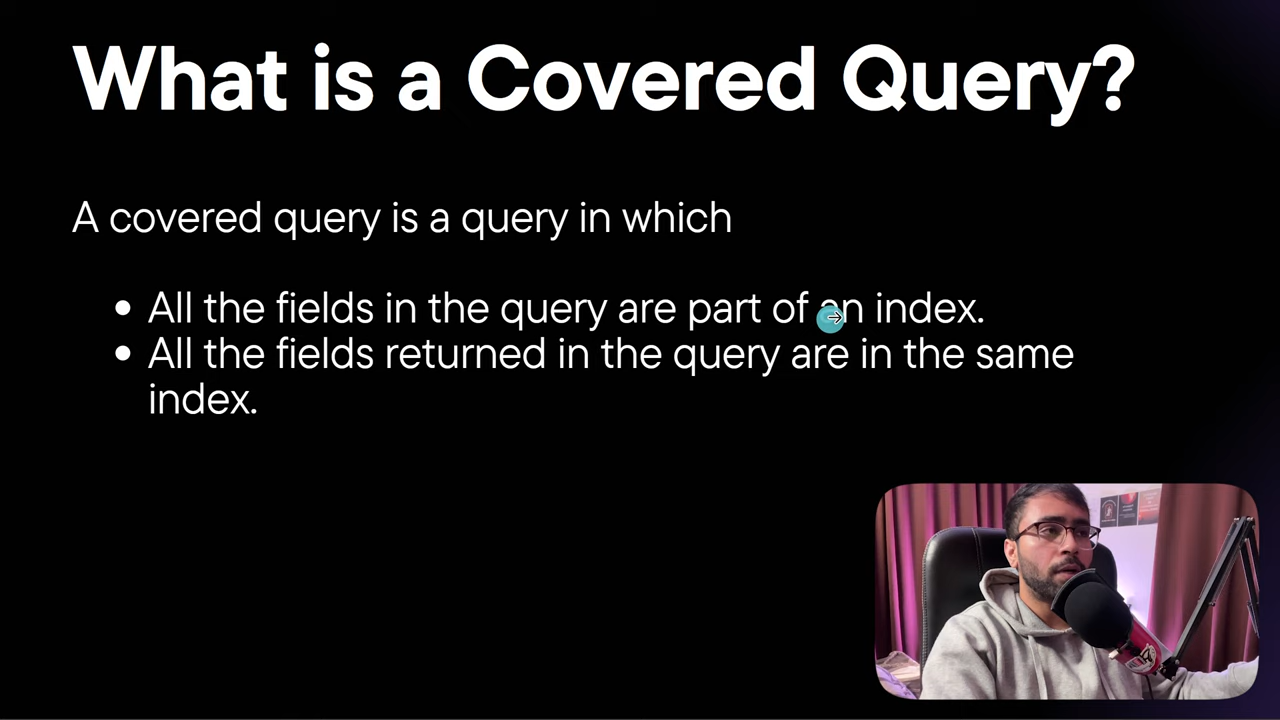 What is a Covered Query?
A covered query is a query in which
• All the fields in the query are part of an index.
• All the fields returned in the query are in the same
index.